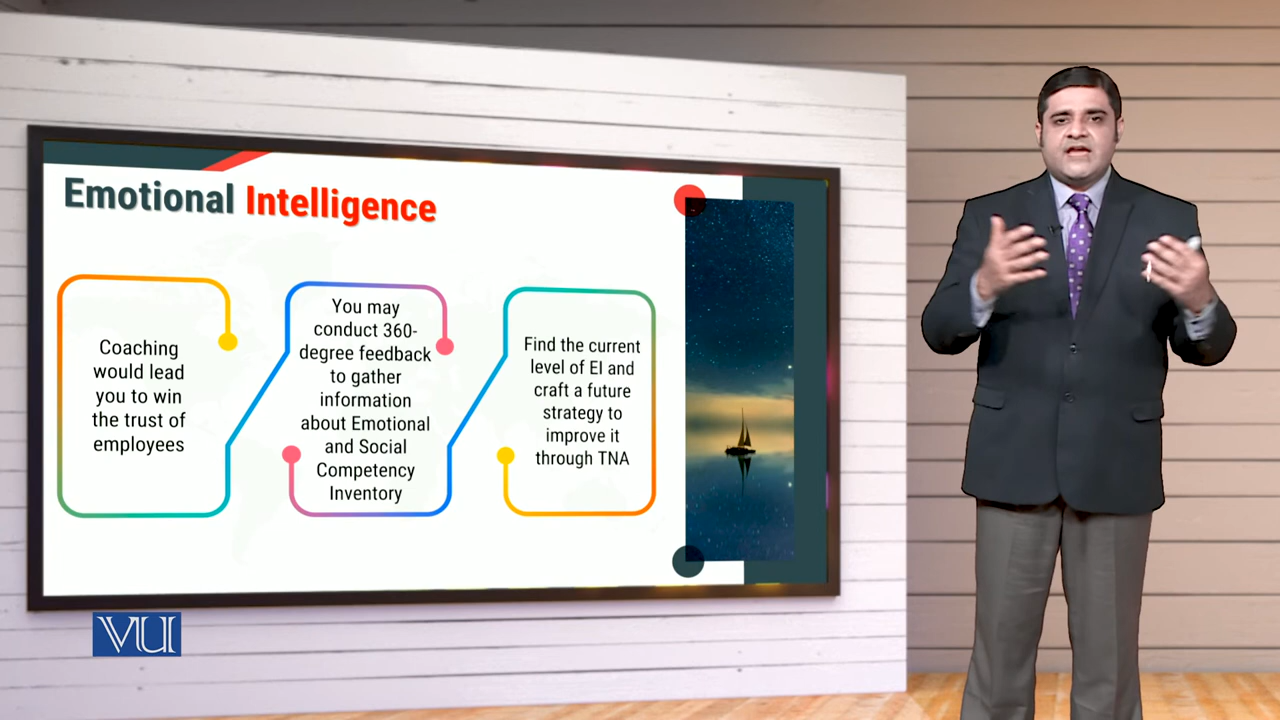 Emotional Intelligence
Coaching
would lead
you to win
the trust of
employees
You may
conduct 360-
degree feedback
to gather
information
about Emotional
and Social
Competency
Inventory
Find the current
level of EI and
craft a future
strategy to
improve it
through TNA
VU